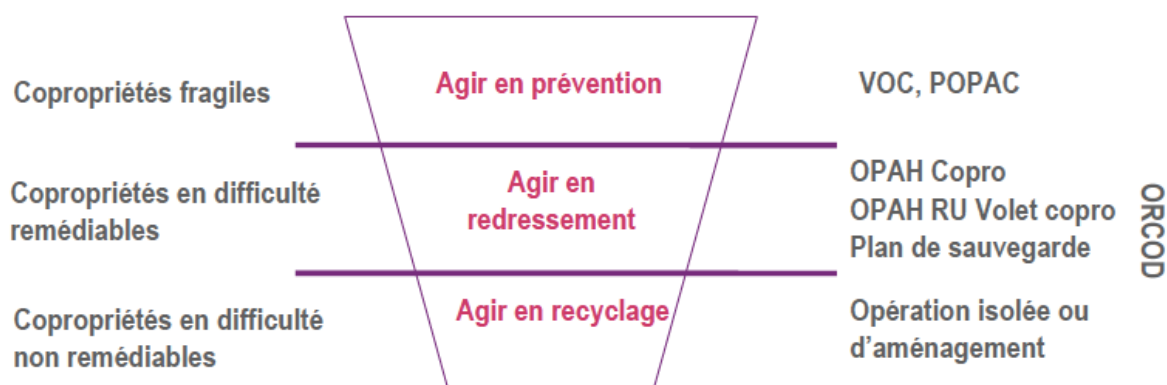 Copropriétés fragiles
Agir en prévention
VOC, POPAC
Copropriétés en difficulté
remédiables
Agir en
redressement
OPAH Copro
OPAH RU Volet copro
Plan de sauvegarde
ORCOD
Copropriétés en difficulté
non remédiables
Agir en recyclage
Opération isolée ou
d’aménagement